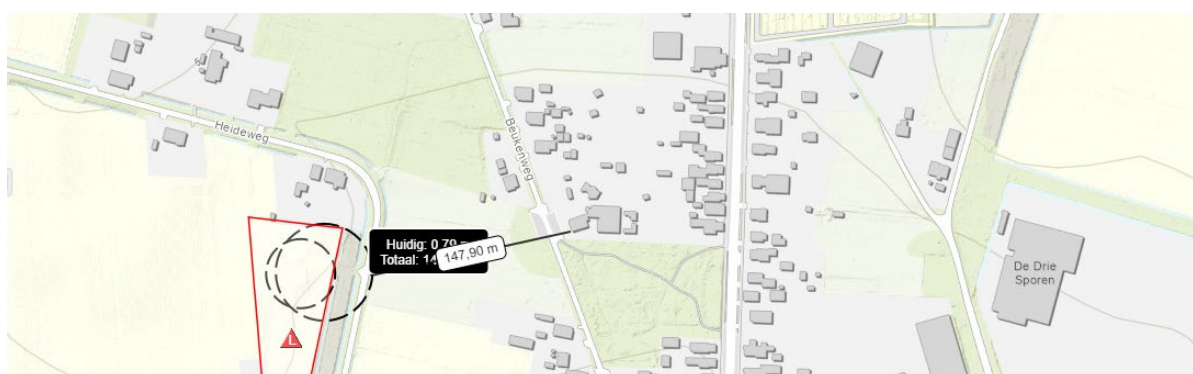 Heideweg
Beukenweg
Huidig: 0,79
Totaal: 14
147,90 m
De Drie
Sporen
L